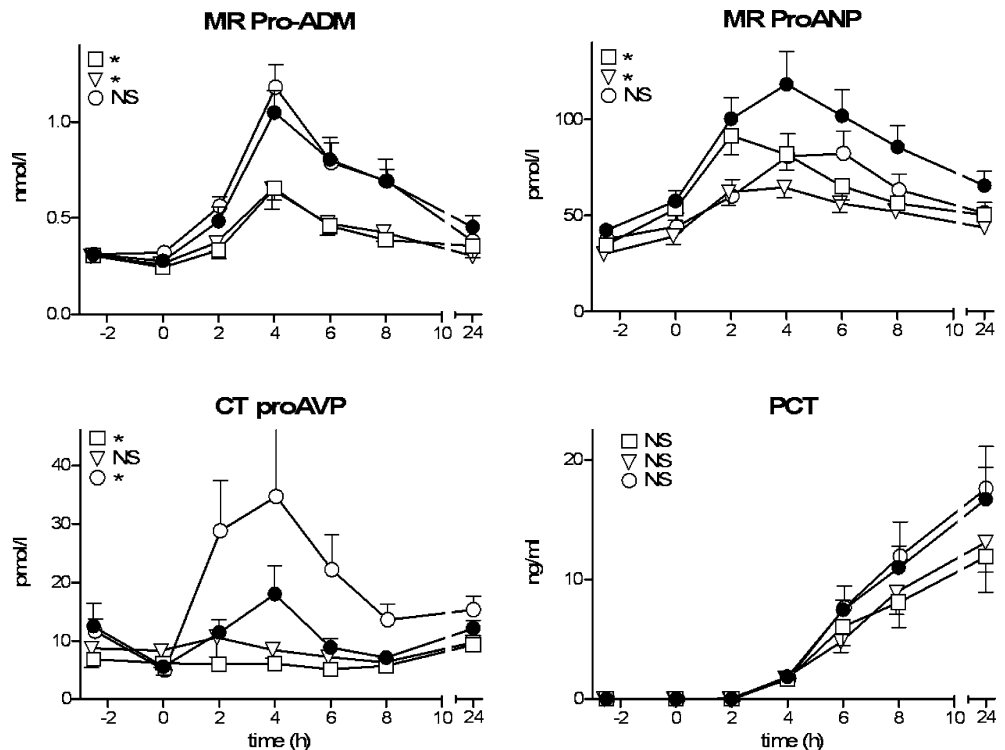 MR Pro-ADM
*
*
NS
nmol/l
1.0
0.5
0.0
-2 0 2 4 6 8 10 24
MR ProANP
*
*
NS
pmol/l
100
50
0
-2 0 2 4 6 8 10 24
CT proAVP
*
NS
*
pmol/l
40
30
20
10
0
-2 0 2 4 6 8 10 24
time (h)
PCT
NS
NS
NS
ng/ml
20
10
0
-2 0 2 4 6 8 10 24
time (h)